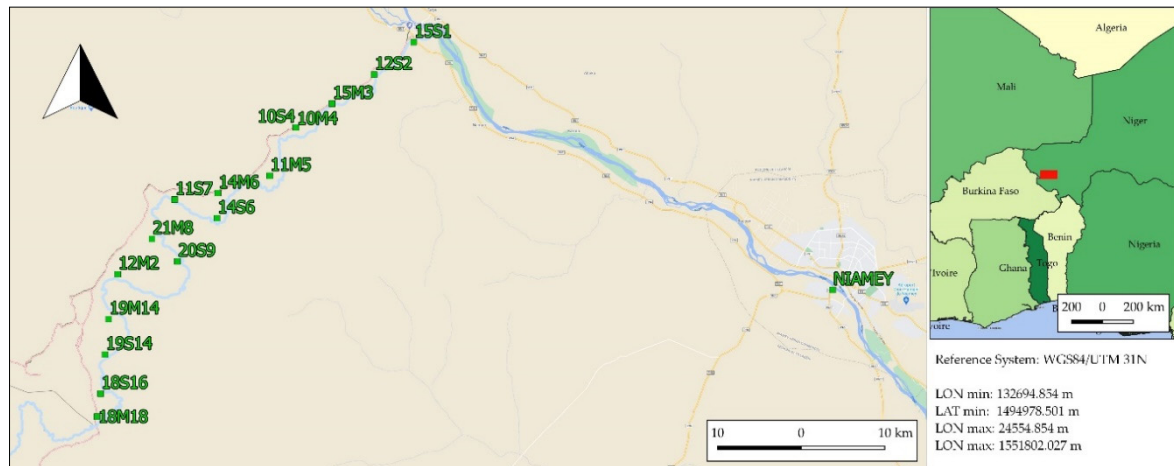 15S1
12S2
15M3
10S4 10M4
11M5
14M6
11S7
14S6
21M8
20S9
12M2
NIAMEY
19M14
19S14
18S16
18M18
10 0 10 km
Algeria
Mali
Niger
Burkina Faso
Benin
Nigeria
Ghana
Togo
200 0 200 km
Reference System: WGS84/UTM 31N
LON min: 132694.854 m
LAT min: 1494978.501 m
LON max: 24554.854 m
LON max: 1551802.027 m